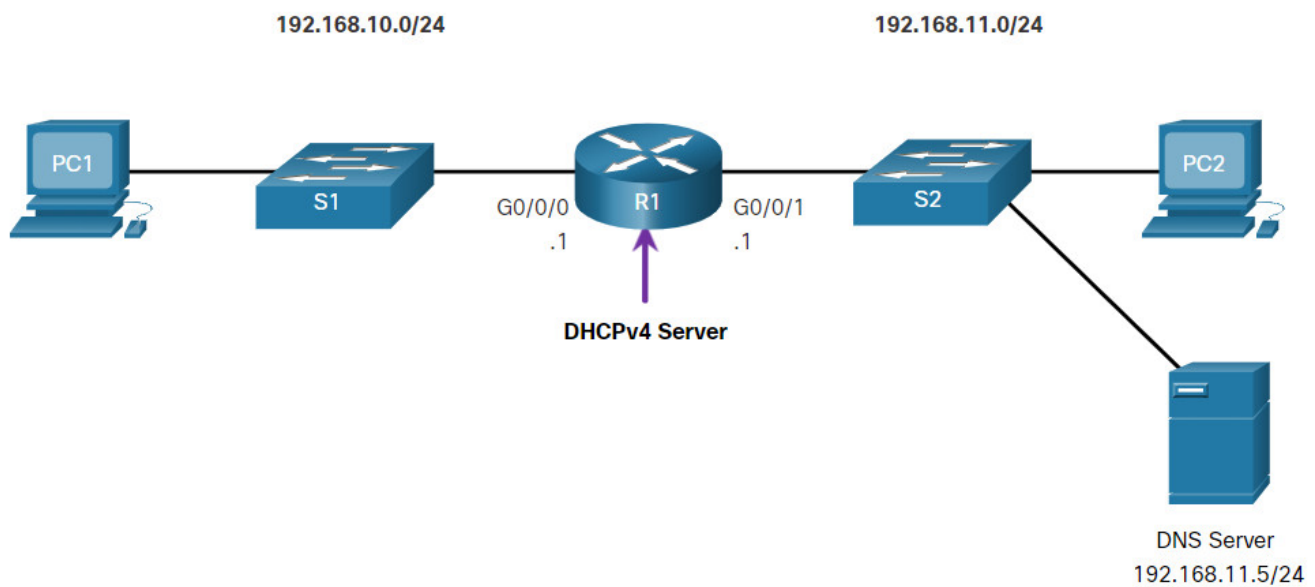 192.168.10.0/24
192.168.11.0/24
PC1
S1
G0/0/0
.1
R1
G0/0/1
.1
S2
PC2
DHCPv4 Server
DNS Server
192.168.11.5/24